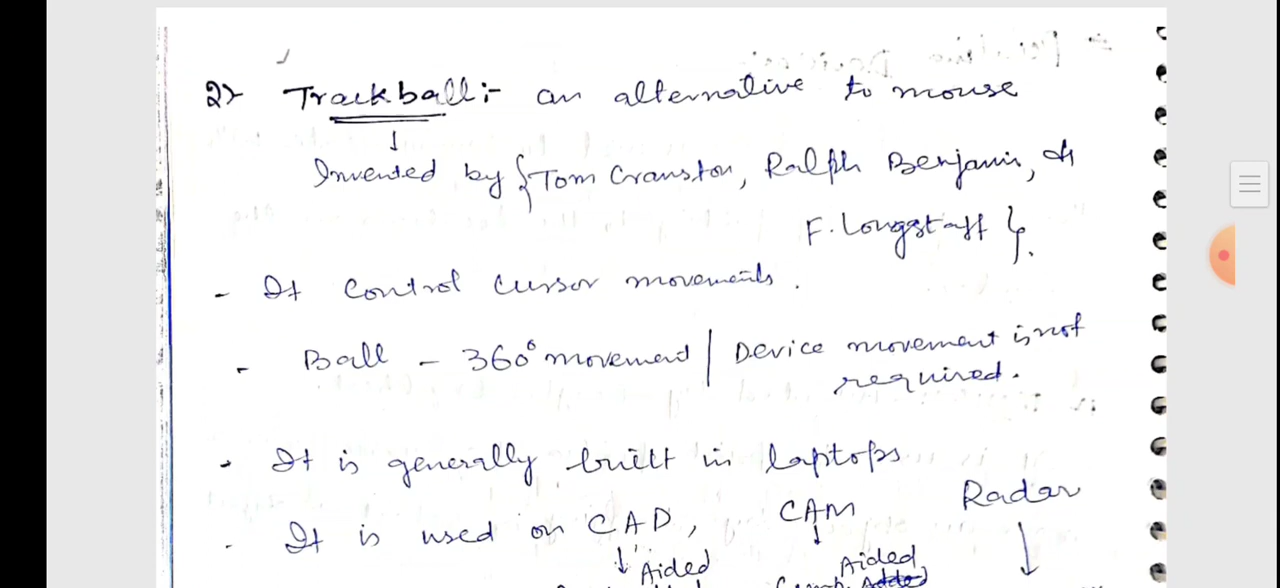 2) Trackball :- an alternative to mouse
↓
Invented by {Tom Cranston, Ralph Benjamin, &
F. Longstaff }.
- It control cursor movements.
- Ball - 360° movement | Device movement is not
required.
- It is generally built in laptops
- It is used on CAD, CAM Radar
↓ ↓ ↓
Aided Aided